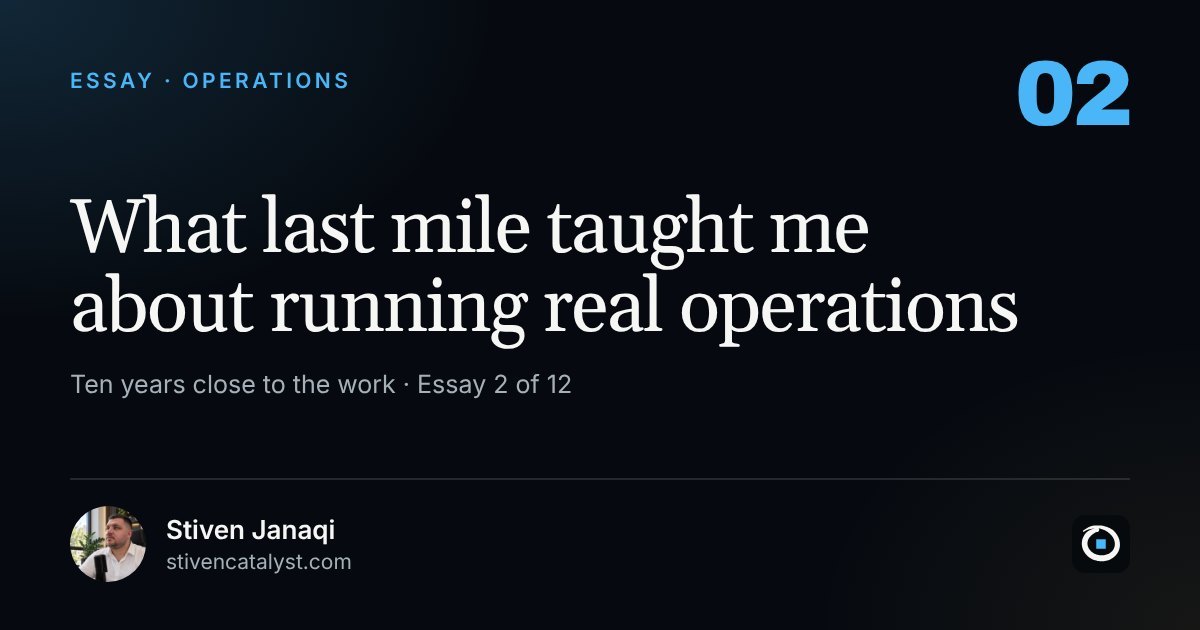 ESSAY · OPERATIONS
02
What last mile taught me
about running real operations
Ten years close to the work · Essay 2 of 12
Stiven Janaqi
stivencatalyst.com